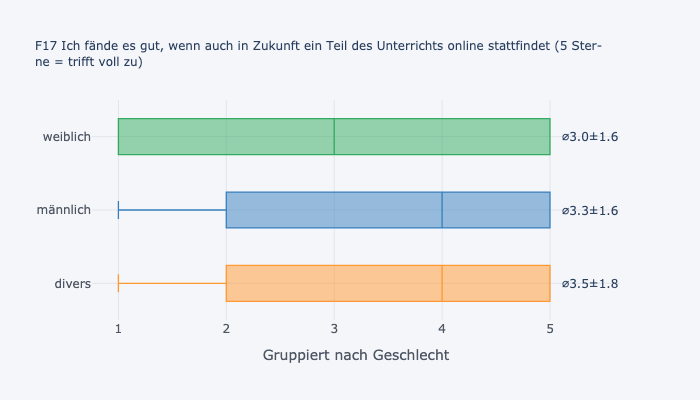 F17 Ich fände es gut, wenn auch in Zukunft ein Teil des Unterrichts online stattfindet (5 Ster-
ne = trifft voll zu)
weiblich
⌀3.0±1.6
männlich
⌀3.3±1.6
divers
⌀3.5±1.8
1 2 3 4 5
Gruppiert nach Geschlecht